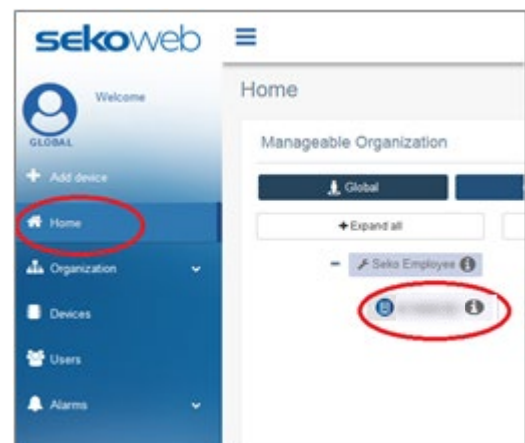 sekoweb
Welcome
GLOBAL
Add device
Home
Organization
Devices
Users
Alarms
Home
Manageable Organization
Global
+Expand all
Seko Employee